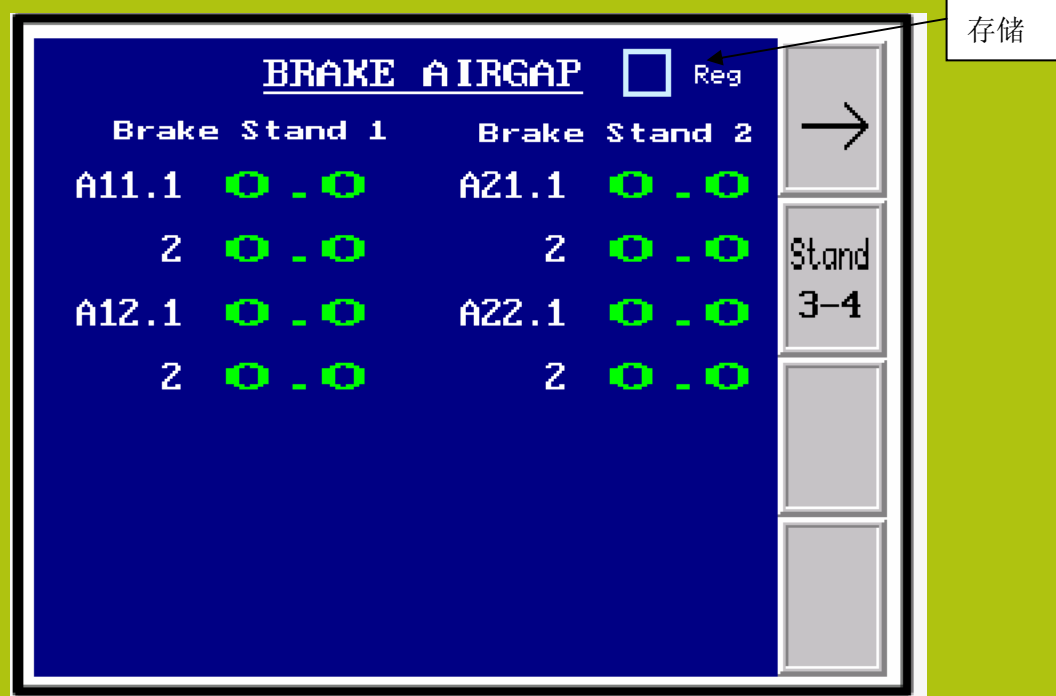 存储
BRAKE AIRGAP Reg
→
Brake Stand 1 Brake Stand 2
A11.1 0.0 A21.1 0.0
2 0.0 2 0.0
Stand
3-4
A12.1 0.0 A22.1 0.0
2 0.0 2 0.0